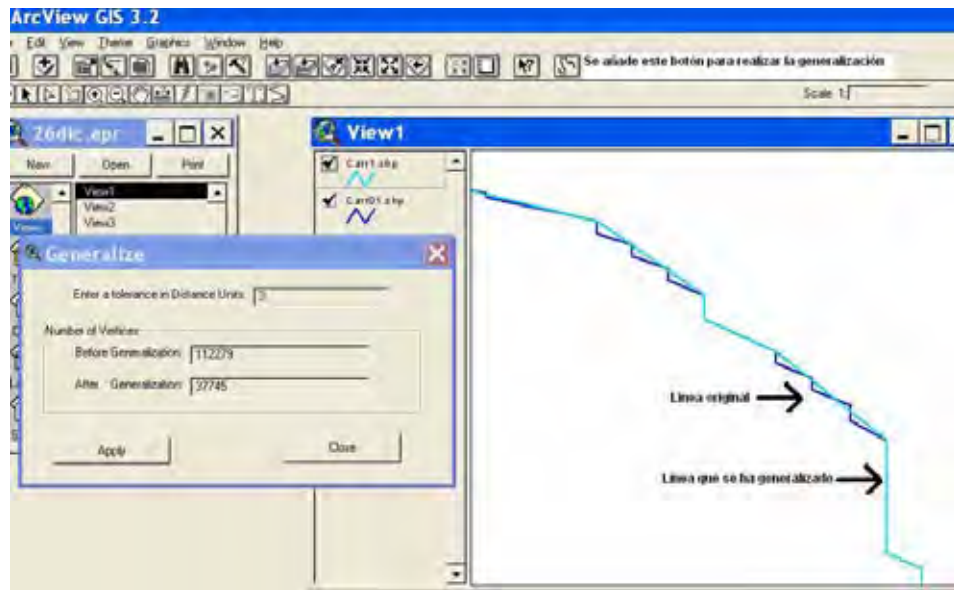 ArcView GIS 3.2
Edit View Theme Graphics Window Help
Se añade este botón para realizar la generalización
Scale 1:
26dic.apr
New Open Print
View1
View2
View3
Views
View1
Carr1.shp
Carr01.shp
Generalize
Enter a tolerance in Distance Units
Number of Vertices
Before Generalization: 112279
After Generalization: 37745
Apply Close
Linea original
Linea que se ha generalizado